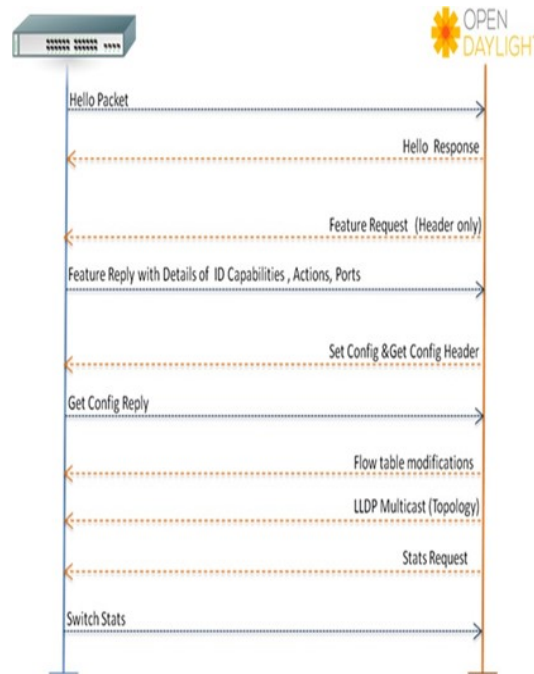 OPEN
DAYLIGHT
Hello Packet
Hello Response
Feature Request (Header only)
Feature Reply with Details of ID Capabilities , Actions, Ports
Set Config &Get Config Header
Get Config Reply
Flow table modifications
LLDP Multicast (Topology)
Stats Request
Switch Stats